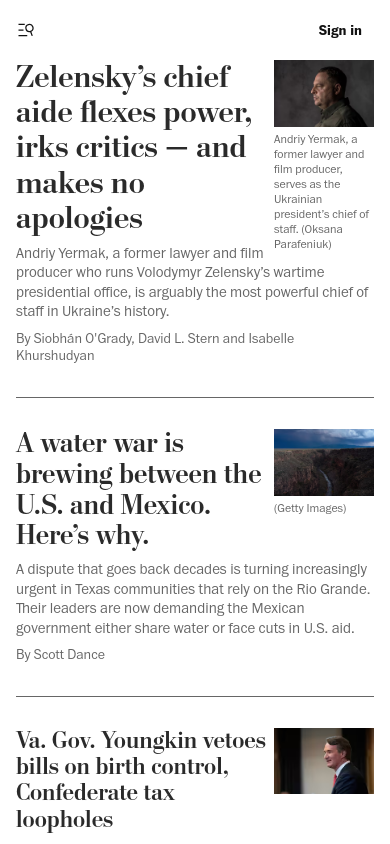 Sign in
Zelensky’s chief
aide flexes power,
irks critics — and
makes no
apologies
Andriy Yermak, a
former lawyer and
film producer,
serves as the
Ukrainian
president’s chief of
staff. (Oksana
Parafeniuk)
Andriy Yermak, a former lawyer and film
producer who runs Volodymyr Zelensky’s wartime
presidential office, is arguably the most powerful chief of
staff in Ukraine’s history.
By Siobhán O'Grady, David L. Stern and Isabelle
Khurshudyan
A water war is
brewing between the
U.S. and Mexico.
Here’s why.
(Getty Images)
A dispute that goes back decades is turning increasingly
urgent in Texas communities that rely on the Rio Grande.
Their leaders are now demanding the Mexican
government either share water or face cuts in U.S. aid.
By Scott Dance
Va. Gov. Youngkin vetoes
bills on birth control,
Confederate tax
loopholes